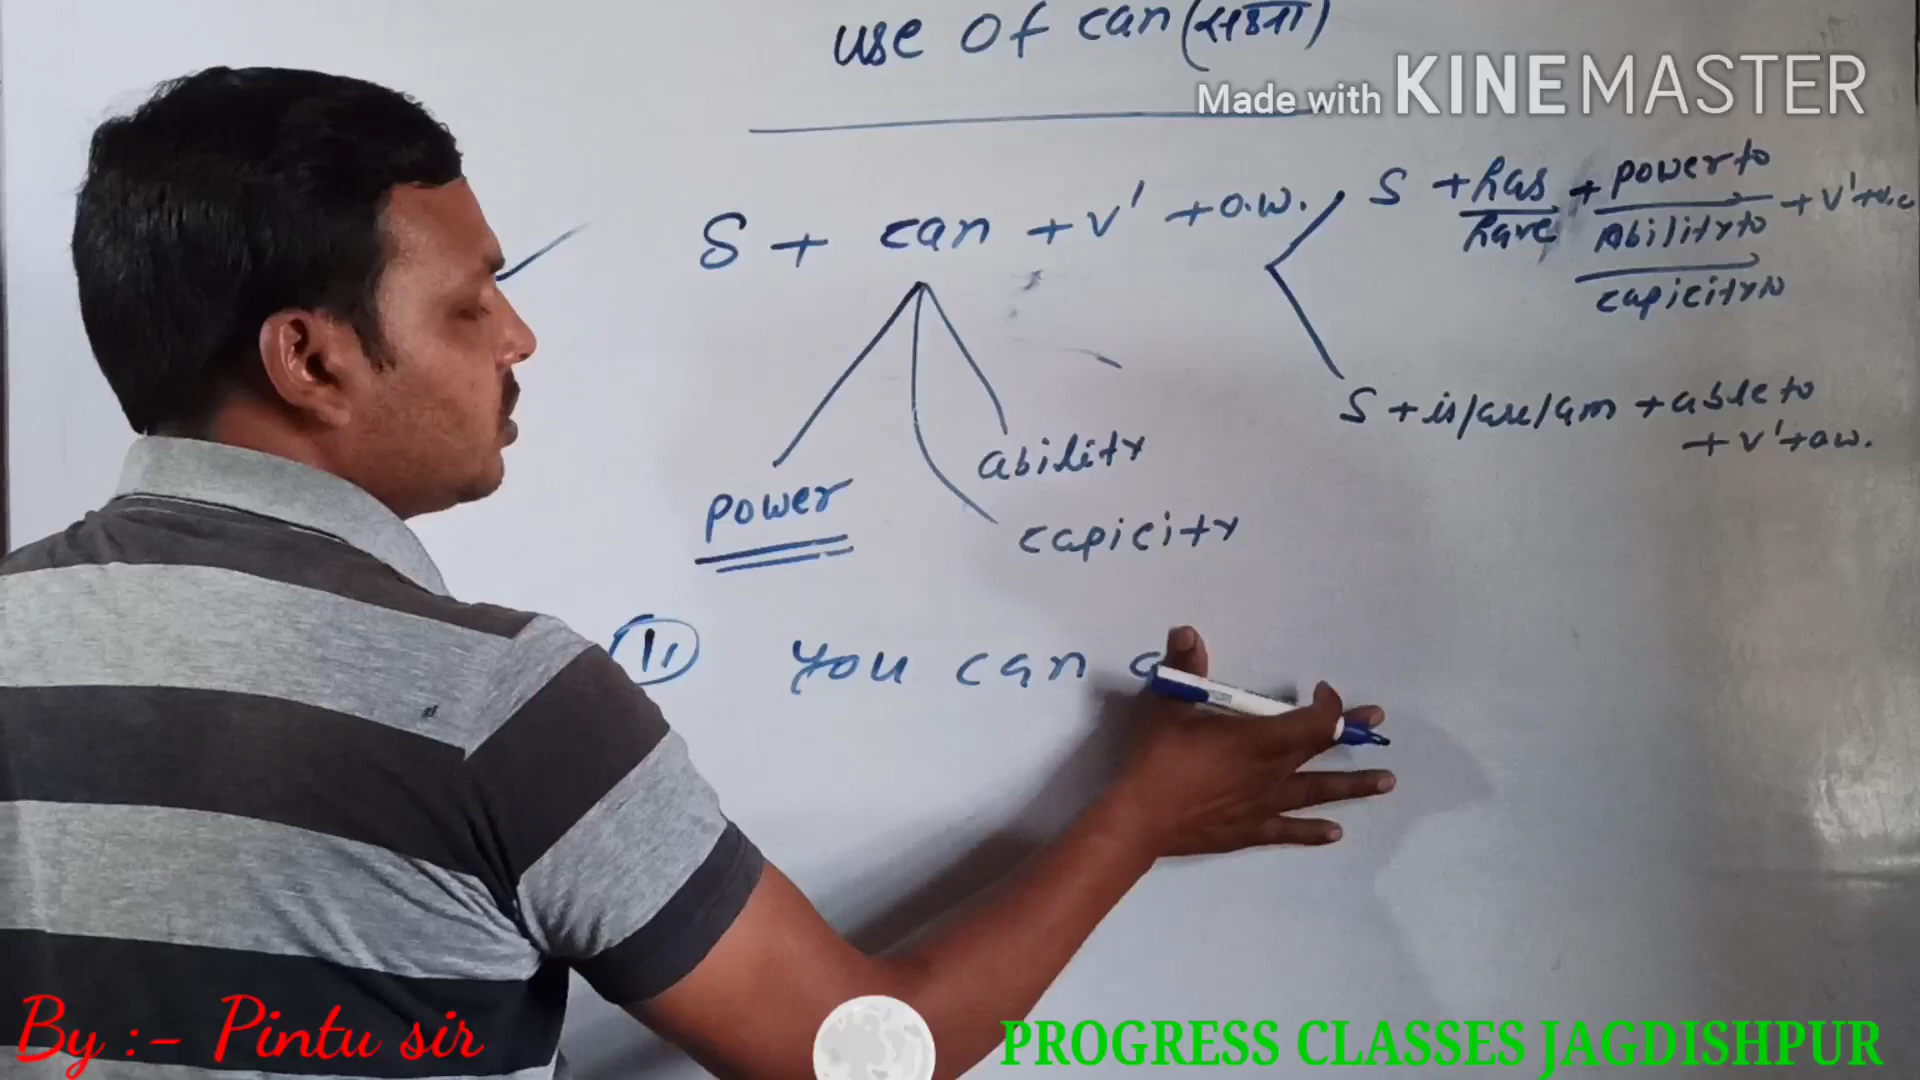 use of can (सकना)
Made with KINEMASTER
S + can + v' + o.w.
S + has / have + power to / Ability to / capicity to + v' + o.
S + is/are/am + able to
+ v' + o.w.
power
ability
capicity
1. You can
By :- Pintu sir
PROGRESS CLASSES JAGDISHPUR